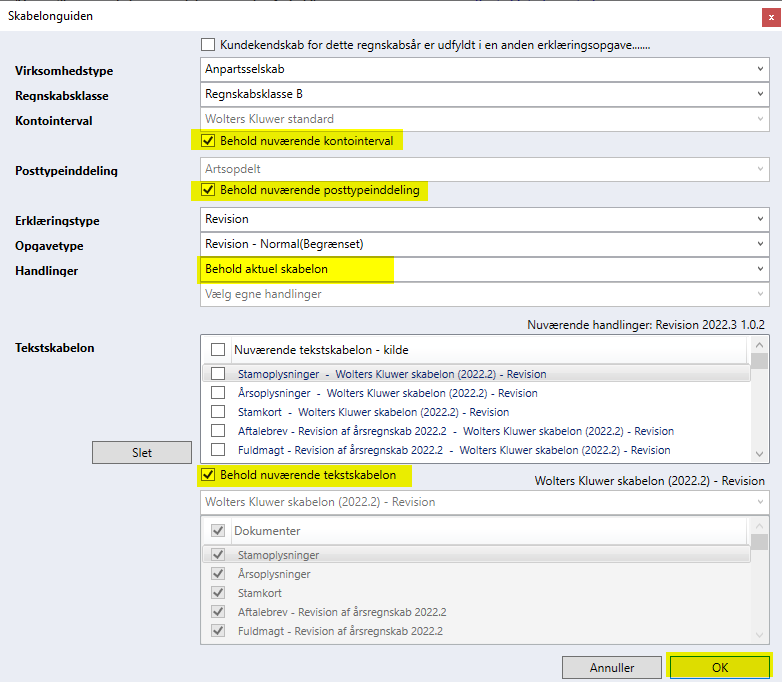 Skabelonguiden
Kundekendskab for dette regnskabsår er udfyldt i en anden erklæringsopgave......
Virksomhedstype Anpartsselskab
Regnskabsklasse Regnskabsklasse B
Kontointerval Wolters Kluwer standard
Behold nuværende kontointerval
Posttypeinddeling Artsopdelt
Behold nuværende posttypeinddeling
Erklæringstype Revision
Opgavetype Revision - Normal(Begrænset)
Handlinger Behold aktuel skabelon
Vælg egne handlinger
Nuværende handlinger: Revision 2022.3 1.0.2
Tekstskabelon Nuværende tekstskabelon - kilde
Stamoplysninger - Wolters Kluwer skabelon (2022.2) - Revision
Årsoplysninger - Wolters Kluwer skabelon (2022.2) - Revision
Stamkort - Wolters Kluwer skabelon (2022.2) - Revision
Aftalebrev - Revision af årsregnskab 2022.2 - Wolters Kluwer skabelon (2022.2) - Revision
Slet Fuldmagt - Revision af årsregnskab 2022.2 - Wolters Kluwer skabelon (2022.2) - Revision
Behold nuværende tekstskabelon Wolters Kluwer skabelon (2022.2) - Revision
Wolters Kluwer skabelon (2022.2) - Revision
Dokumenter
Stamoplysninger
Årsoplysninger
Stamkort
Aftalebrev - Revision af årsregnskab 2022.2
Fuldmagt - Revision af årsregnskab 2022.2
Annuller OK